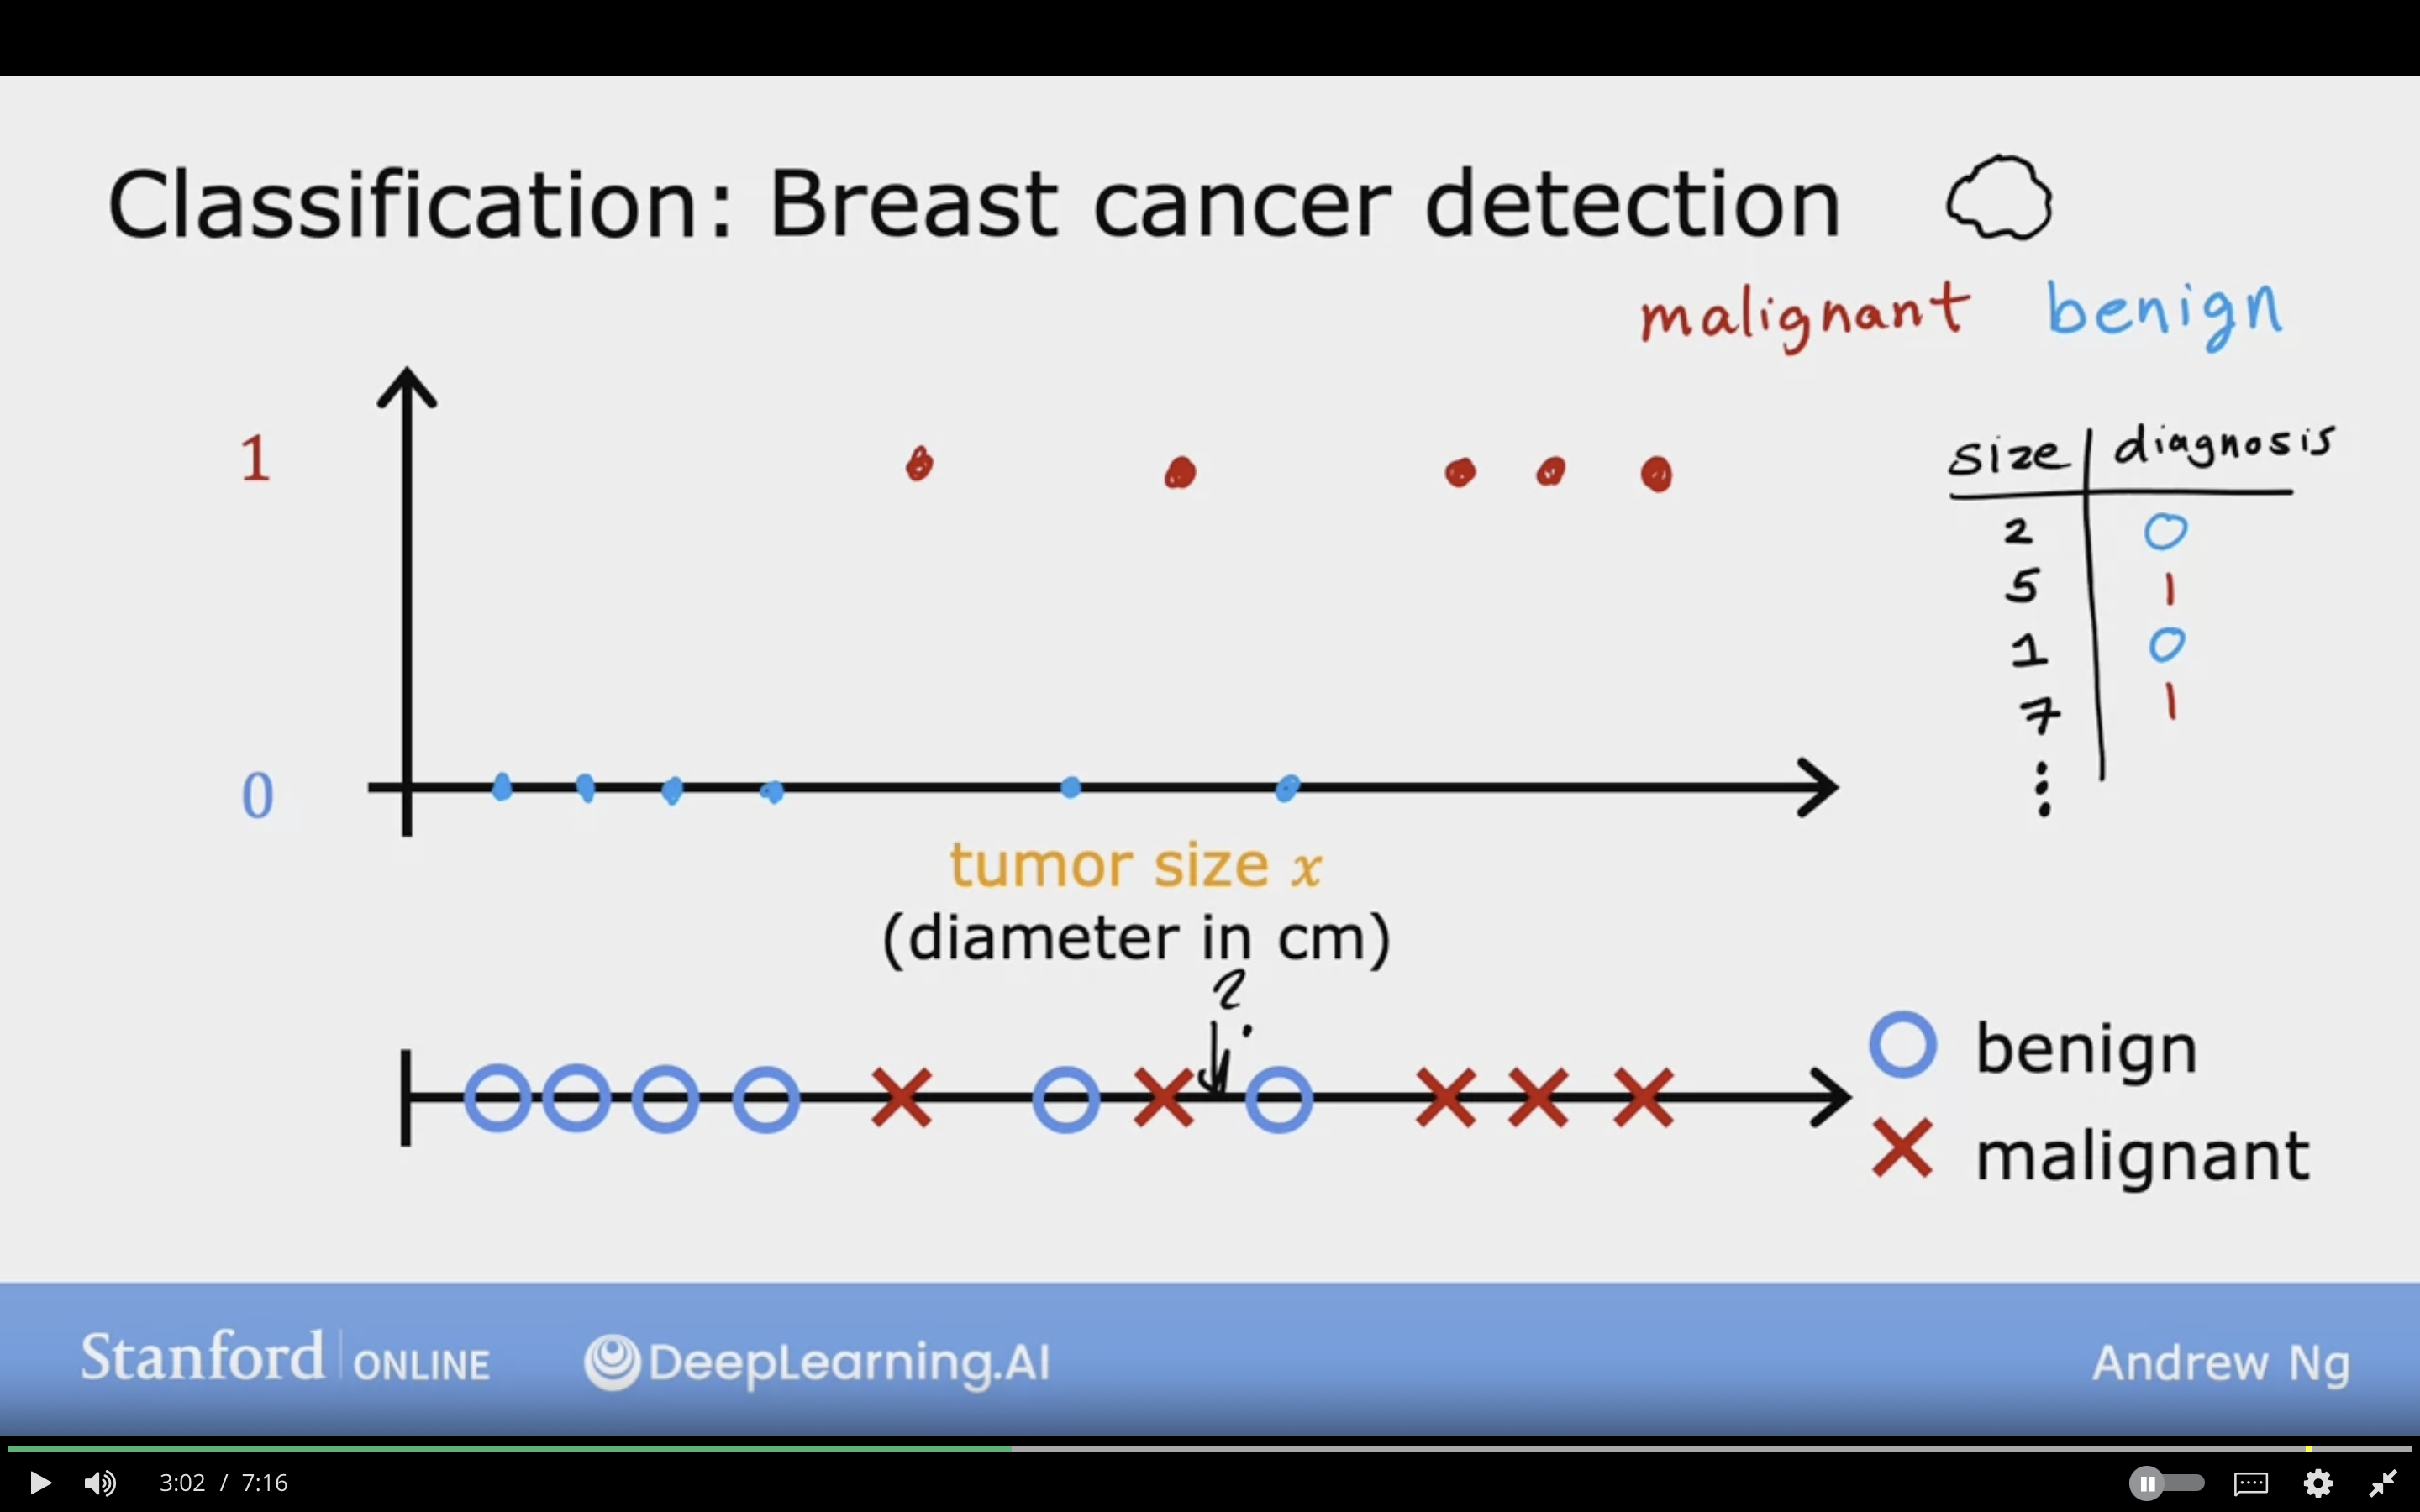 Classification: Breast cancer detection
malignant benign
1
0
size diagnosis
2 0
5 1
1 0
7 1
tumor size x
(diameter in cm)
?
benign
malignant
Stanford ONLINE DeepLearning.AI Andrew Ng
3:02 / 7:16